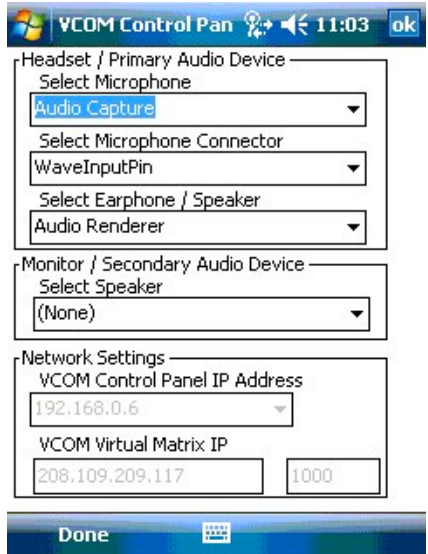 VCOM Control Pan 11:03 ok
Headset / Primary Audio Device
Select Microphone
Audio Capture
Select Microphone Connector
WaveInputPin
Select Earphone / Speaker
Audio Renderer
Monitor / Secondary Audio Device
Select Speaker
(None)
Network Settings
VCOM Control Panel IP Address
192.168.0.6
VCOM Virtual Matrix IP
208.109.209.117 1000
Done